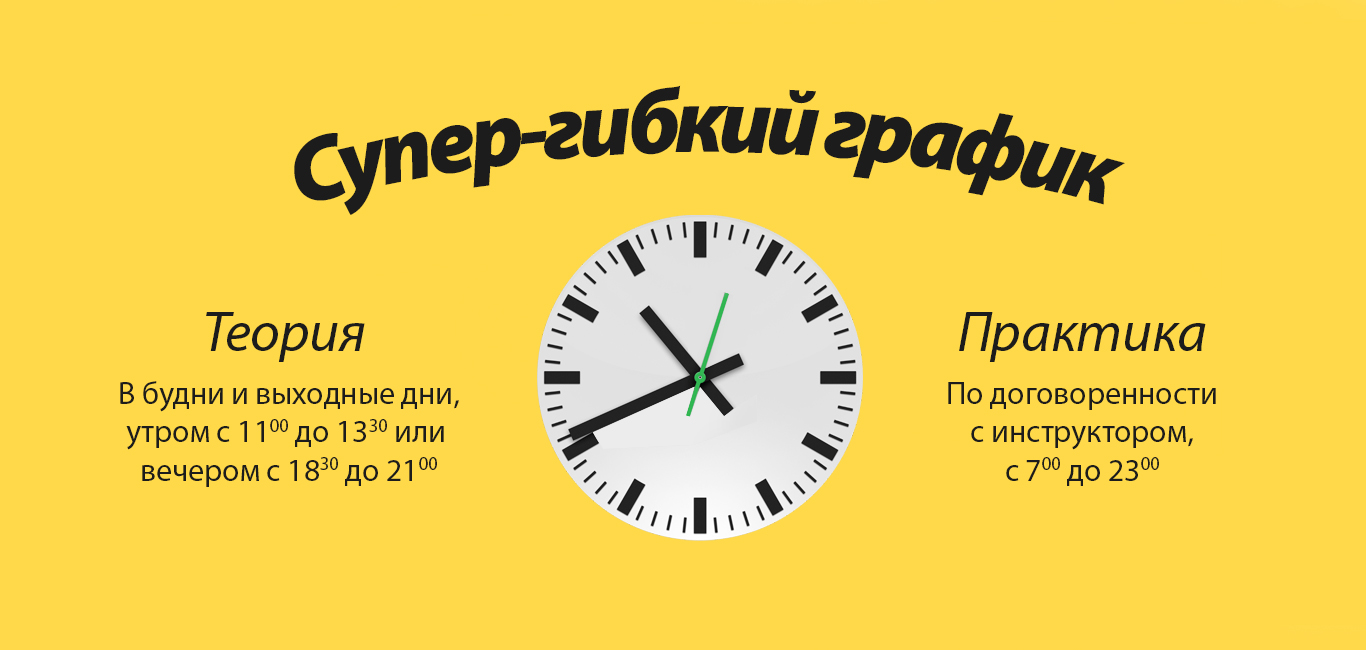 Супер-гибкий график
Теория
В будни и выходные дни,
утром с 11⁰⁰ до 13³⁰ или
вечером с 18³⁰ до 21⁰⁰
Практика
По договоренности
с инструктором,
с 7⁰⁰ до 23⁰⁰